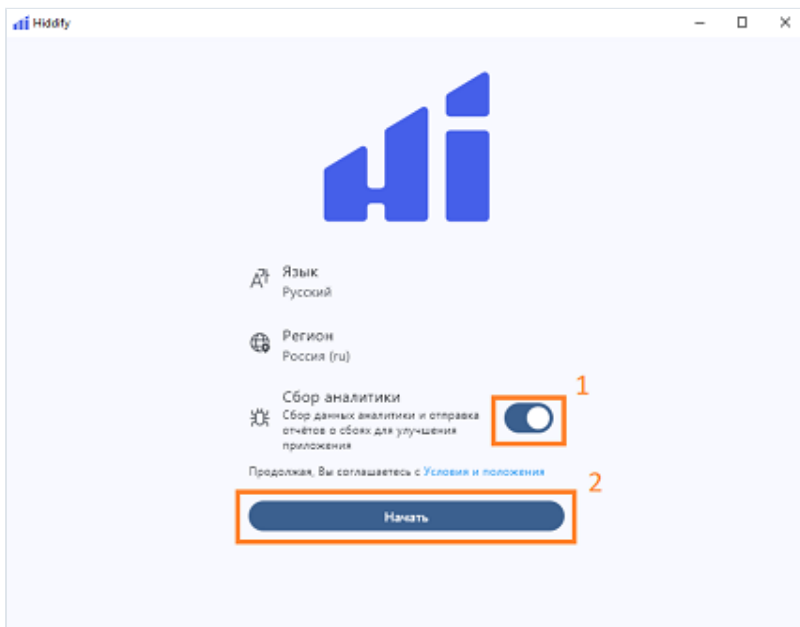 Hiddify
Язык
Русский
Регион
Россия (ru)
Сбор аналитики
Сбор данных аналитики и отправка
отчётов о сбоях для улучшения
приложения
1
Продолжая, Вы соглашаетесь с Условия и положения
2
Начать